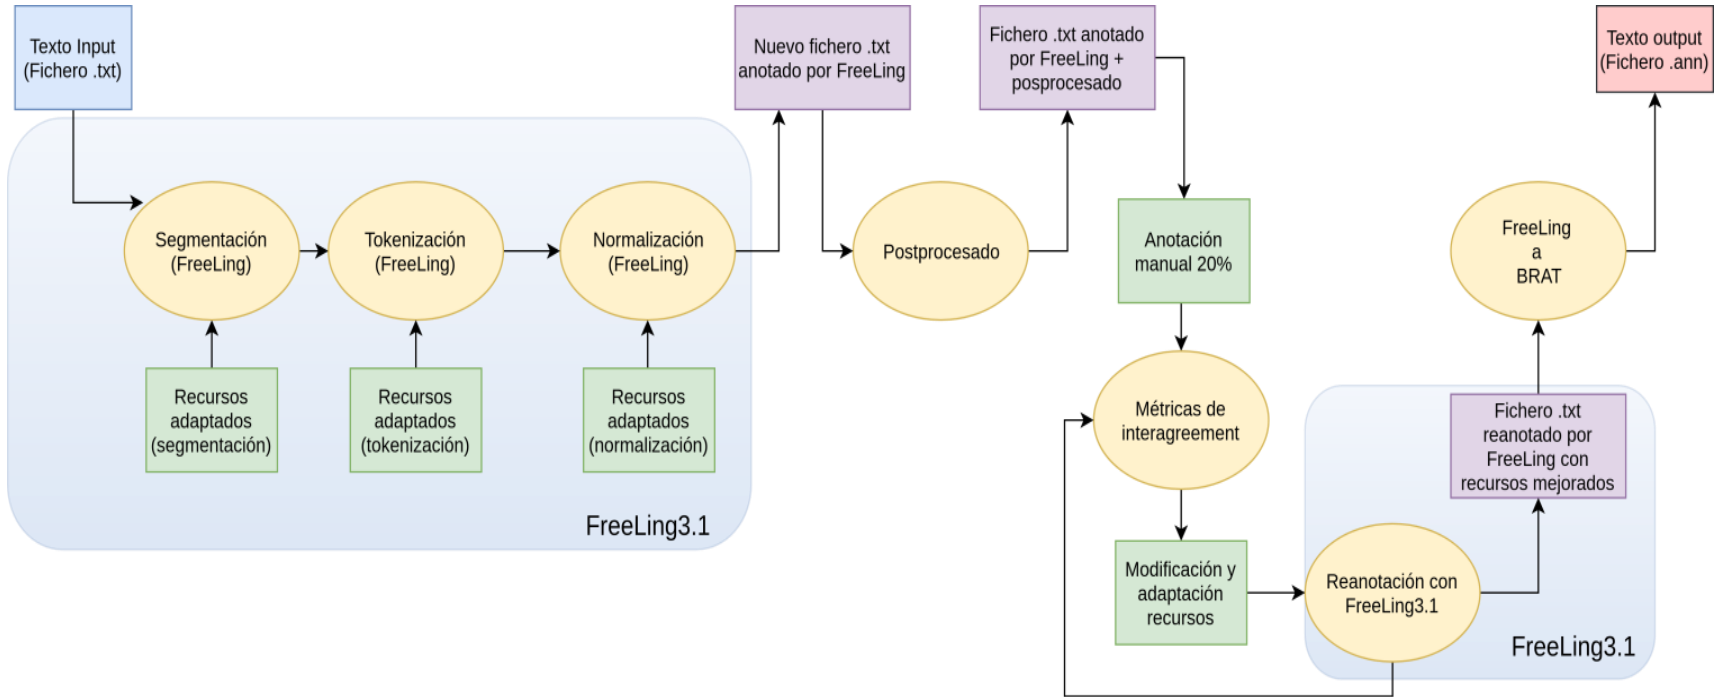 Texto Input
(Fichero .txt)
Segmentación
(FreeLing)
Tokenización
(FreeLing)
Normalización
(FreeLing)
Recursos
adaptados
(segmentación)
Recursos
adaptados
(tokenización)
Recursos
adaptados
(normalización)
FreeLing3.1
Nuevo fichero .txt
anotado por FreeLing
Postprocesado
Fichero .txt anotado
por FreeLing +
posprocesado
Anotación
manual 20%
Métricas de
interagreement
Modificación y
adaptación
recursos
Reanotación con
FreeLing3.1
Fichero .txt
reanotado por
FreeLing con
recursos mejorados
FreeLing3.1
FreeLing
a
BRAT
Texto output
(Fichero .ann)